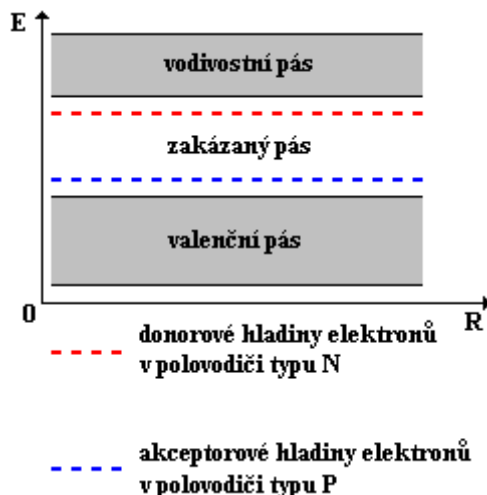 E
vodivostní pás
zakázaný pás
valenční pás
0
R
donorové hladiny elektronů
v polovodiči typu N
akceptorové hladiny elektronů
v polovodiči typu P